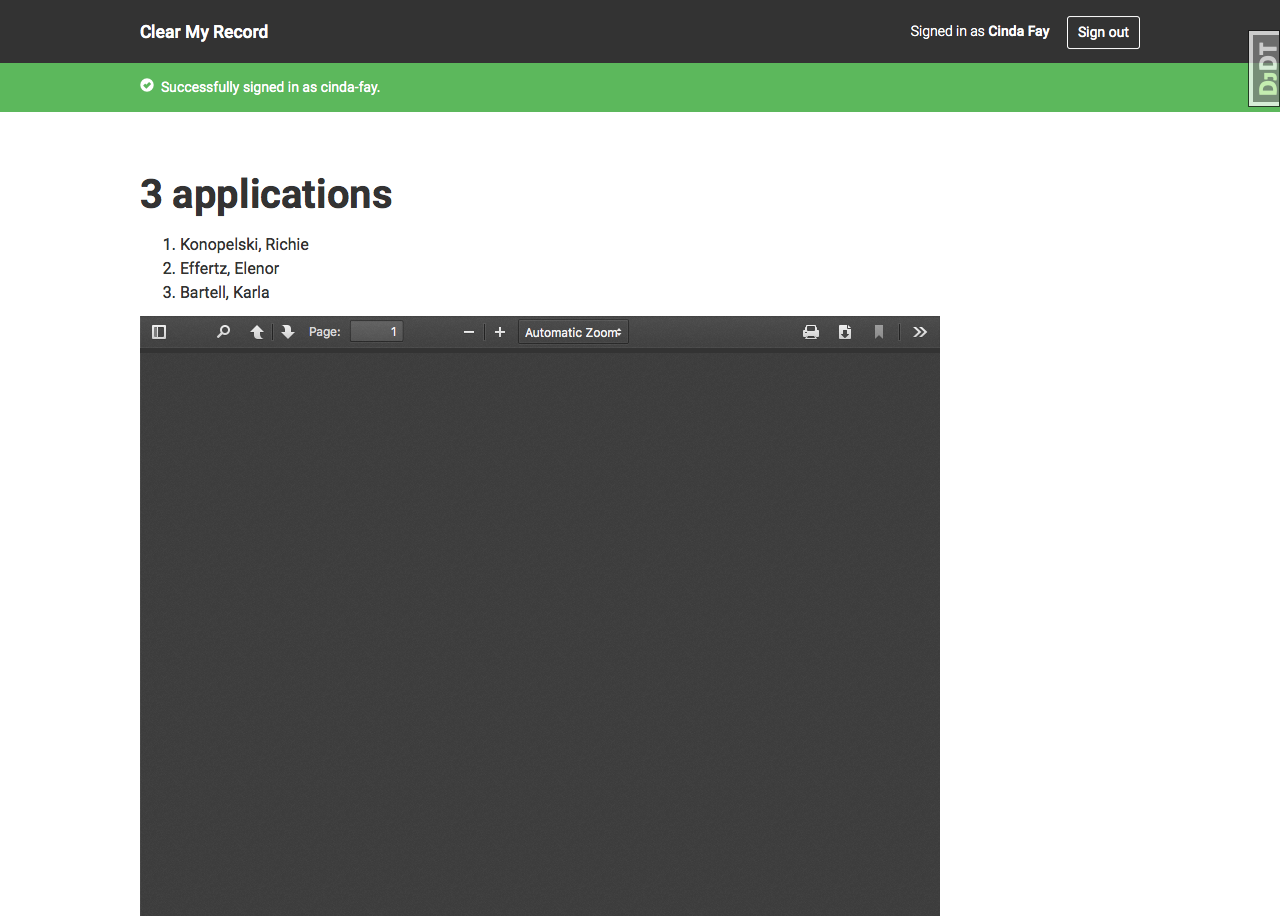 Clear My Record
Signed in as Cinda Fay
Sign out
DjDT
Successfully signed in as cinda-fay.
3 applications
1. Konopelski, Richie
2. Effertz, Elenor
3. Bartell, Karla
Page: 1 Automatic Zoom